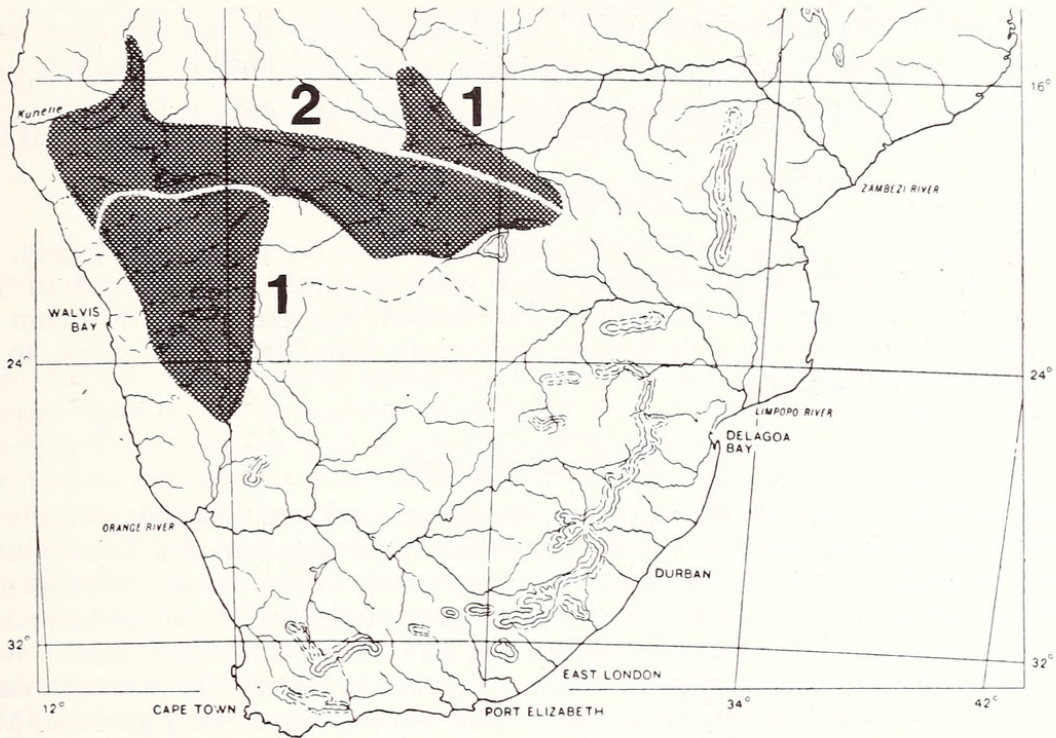 2
1
16°
Kunene
ZAMBEZI RIVER
1
WALVIS
BAY
24°
24°
LIMPOPO RIVER
DELAGOA
BAY
ORANGE RIVER
DURBAN
32°
32°
EAST LONDON
12°
CAPE TOWN
PORT ELIZABETH
34°
42°